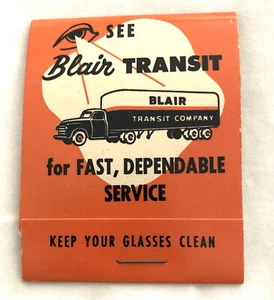 SEE
Blair TRANSIT
BLAIR
TRANSIT COMPANY
for FAST, DEPENDABLE
SERVICE
KEEP YOUR GLASSES CLEAN